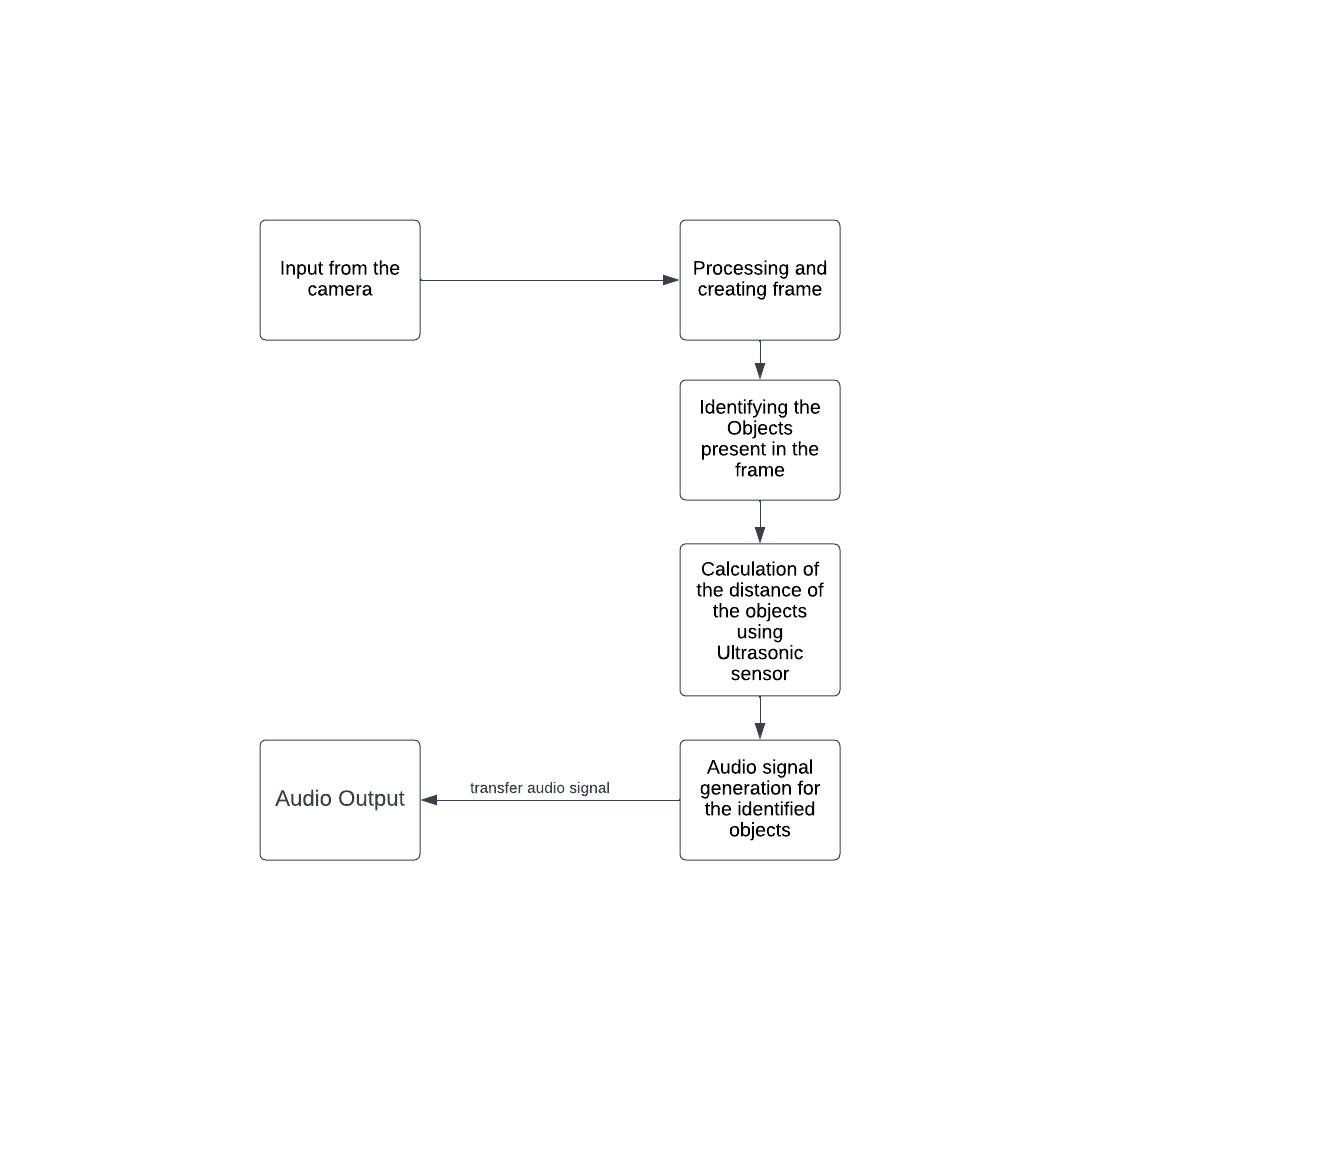 Input from the
camera
Processing and
creating frame
Identifying the
Objects
present in the
frame
Calculation of
the distance of
the objects
using
Ultrasonic
sensor
Audio signal
generation for
the identified
objects
transfer audio signal
Audio Output